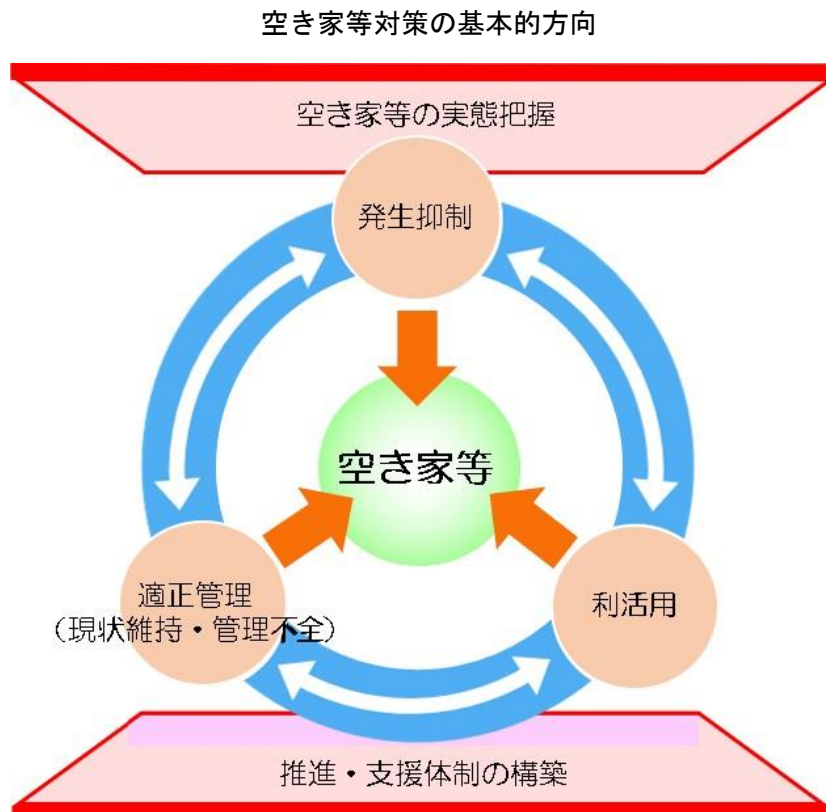 空き家等対策の基本的方向
空き家等の実態把握
発生抑制
空き家等
適正管理
（現状維持・管理不全）
利活用
推進・支援体制の構築